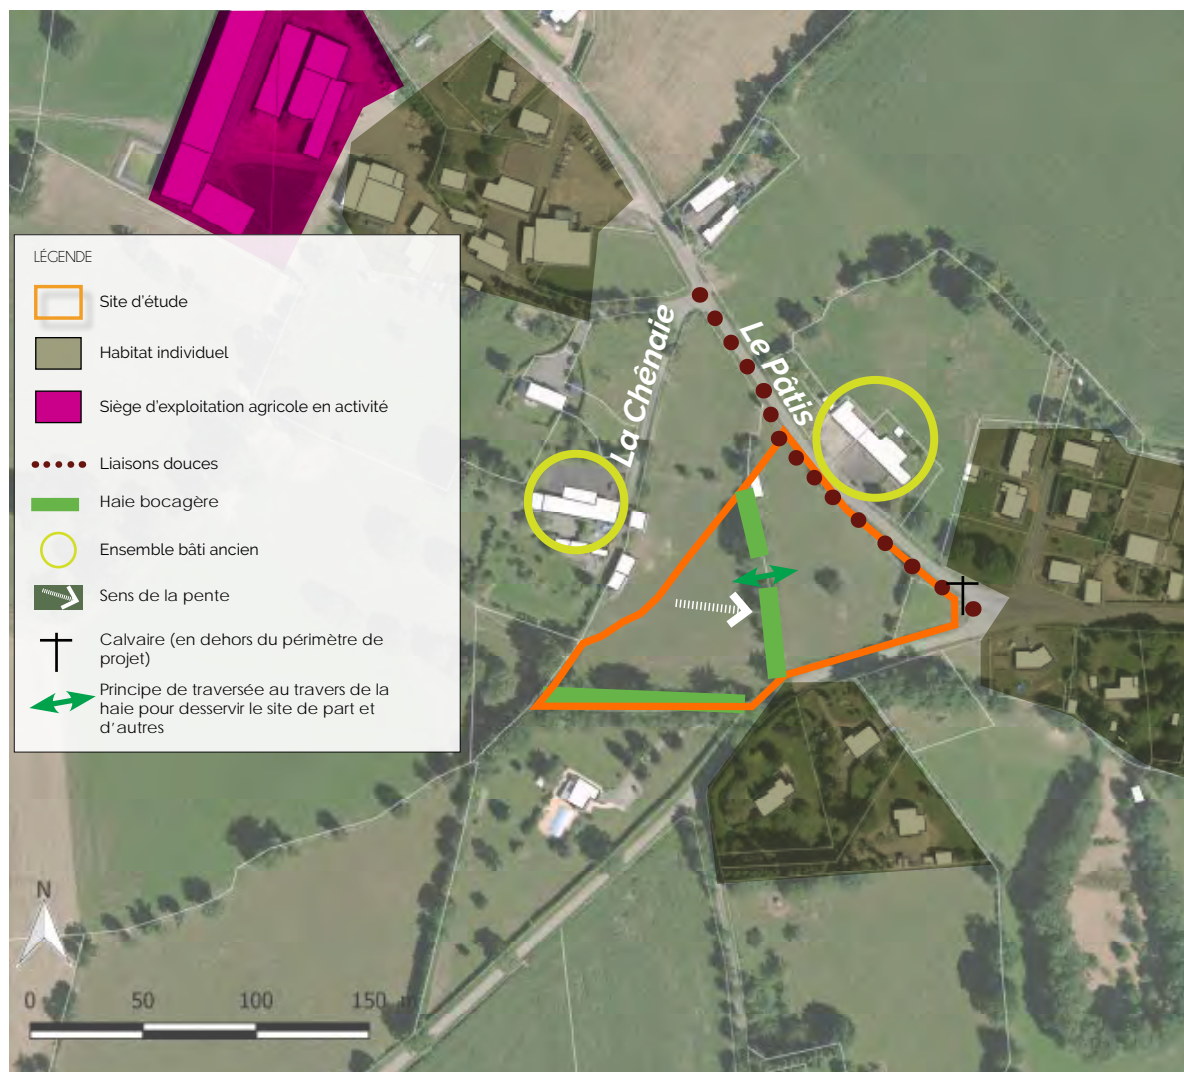 LÉGENDE
Site d'étude
Habitat individuel
Siège d'exploitation agricole en activité
Liaisons douces
Haie bocagère
Ensemble bâti ancien
Sens de la pente
Calvaire (en dehors du périmètre de
projet)
Principe de traversée au travers de la
haie pour desservir le site de part et
d'autres
La Chênaie
Le Pâtis
N
0 50 100 150 m